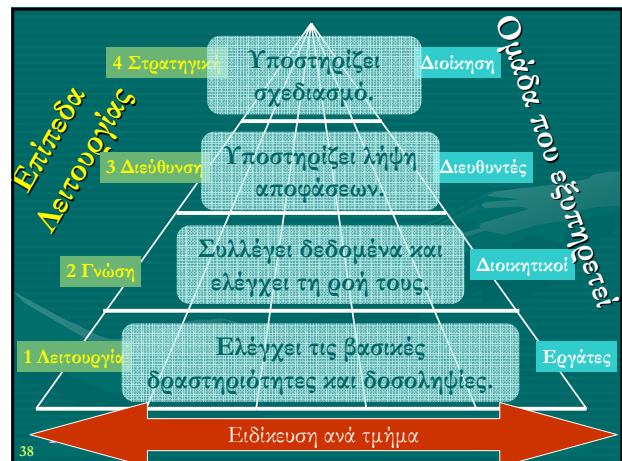 Επίπεδα
Λειτουργίας
Ομάδα που εξυπηρετεί
4 Στρατηγική
Υποστηρίζει
σχεδιασμό.
Διοίκηση
3 Διεύθυνση
Υποστηρίζει λήψη
αποφάσεων.
Διευθυντές
2 Γνώση
Συλλέγει δεδομένα και
ελέγχει τη ροή τους.
Διοικητικοί
1 Λειτουργία
Ελέγχει τις βασικές
δραστηριότητες και δοσοληψίες.
Εργάτες
Ειδίκευση ανά τμήμα
38